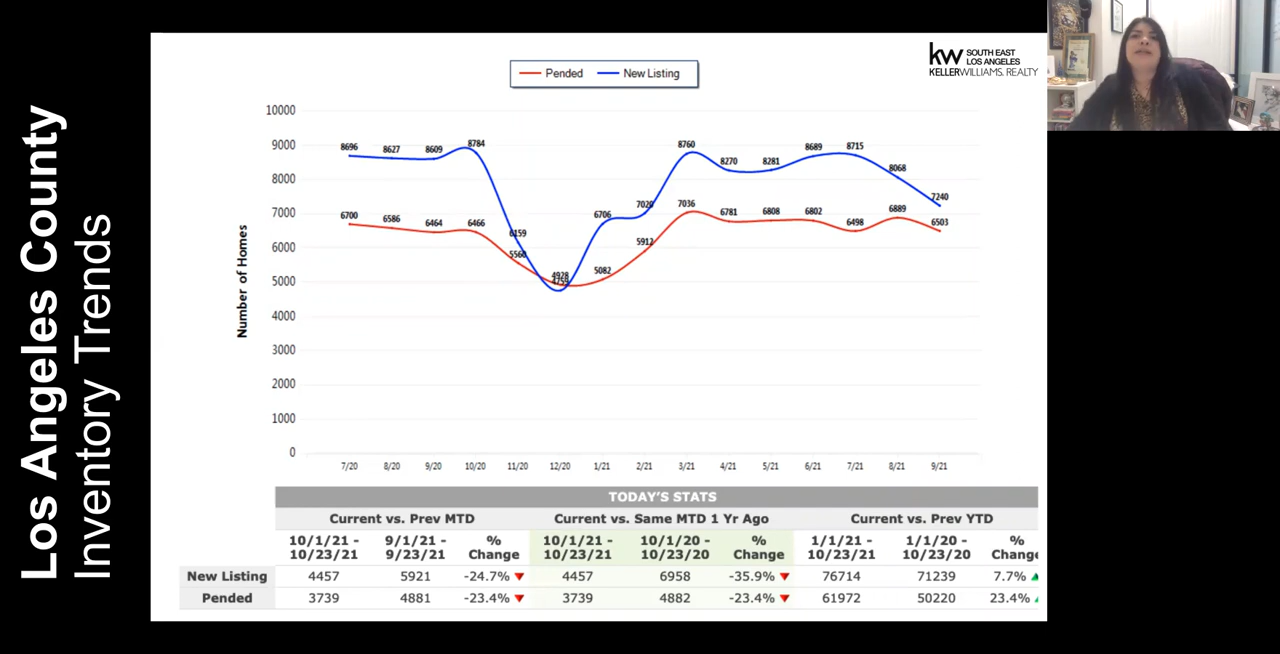 Los Angeles County
Inventory Trends
kw SOUTH EAST
LOS ANGELES
KELLERWILLIAMS. REALTY
Pended New Listing
Number of Homes
10000
9000
8000
7000
6000
5000
4000
3000
2000
1000
0
8696 8627 8609 8784 6159 4759 6706 7020 8760 8270 8281 8689 8715 8068 7240
6700 6586 6464 6466 5560 4928 5082 5912 7036 6781 6808 6802 6498 6889 6503
7/20 8/20 9/20 10/20 11/20 12/20 1/21 2/21 3/21 4/21 5/21 6/21 7/21 8/21 9/21
TODAY'S STATS
Current vs. Prev MTD Current vs. Same MTD 1 Yr Ago Current vs. Prev YTD
10/1/21 - 9/1/21 - % 10/1/21 - 10/1/20 - % 1/1/21 - 1/1/20 - %
10/23/21 9/23/21 Change 10/23/21 10/23/20 Change 10/23/21 10/23/20 Change
New Listing 4457 5921 -24.7% ▼ 4457 6958 -35.9% ▼ 76714 71239 7.7% ▲
Pended 3739 4881 -23.4% ▼ 3739 4882 -23.4% ▼ 61972 50220 23.4% ▲